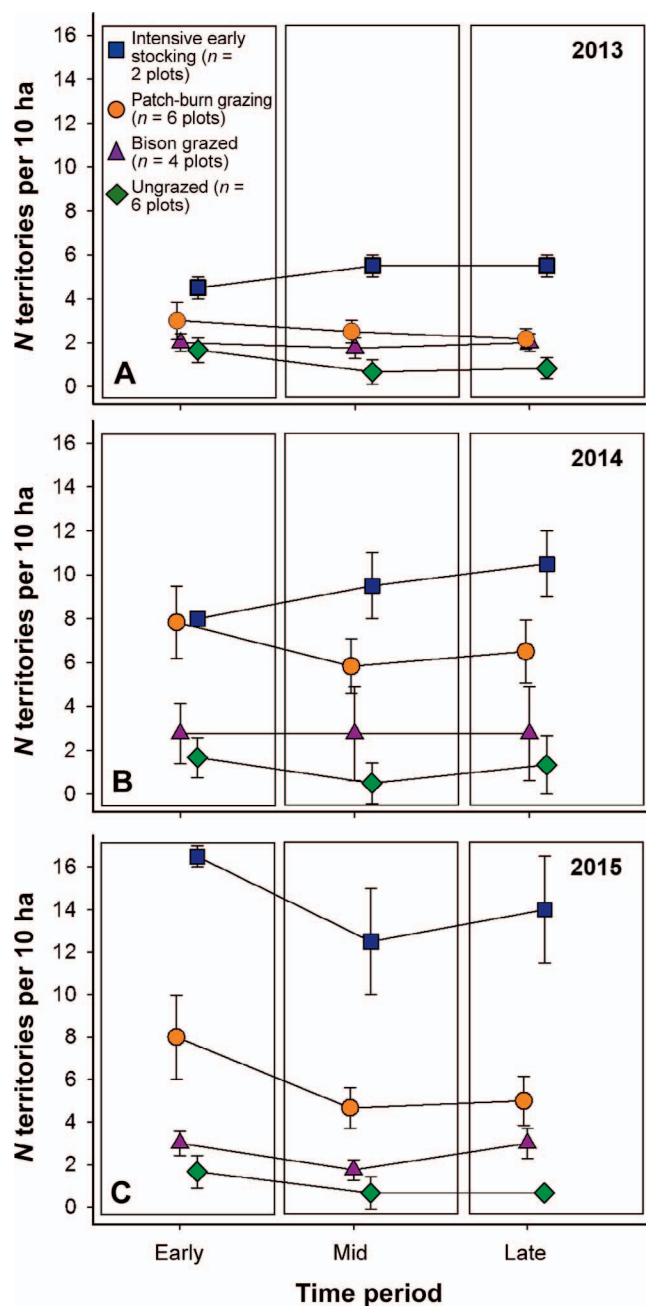 16
14
12
10
8
6
4
2
0
N territories per 10 ha
Intensive early
stocking (n =
2 plots)
Patch-burn grazing
(n = 6 plots)
Bison grazed
(n = 4 plots)
Ungrazed (n =
6 plots)
2013
A
16
14
12
10
8
6
4
2
0
N territories per 10 ha
2014
B
16
14
12
10
8
6
4
2
0
N territories per 10 ha
2015
C
Early Mid Late
Time period